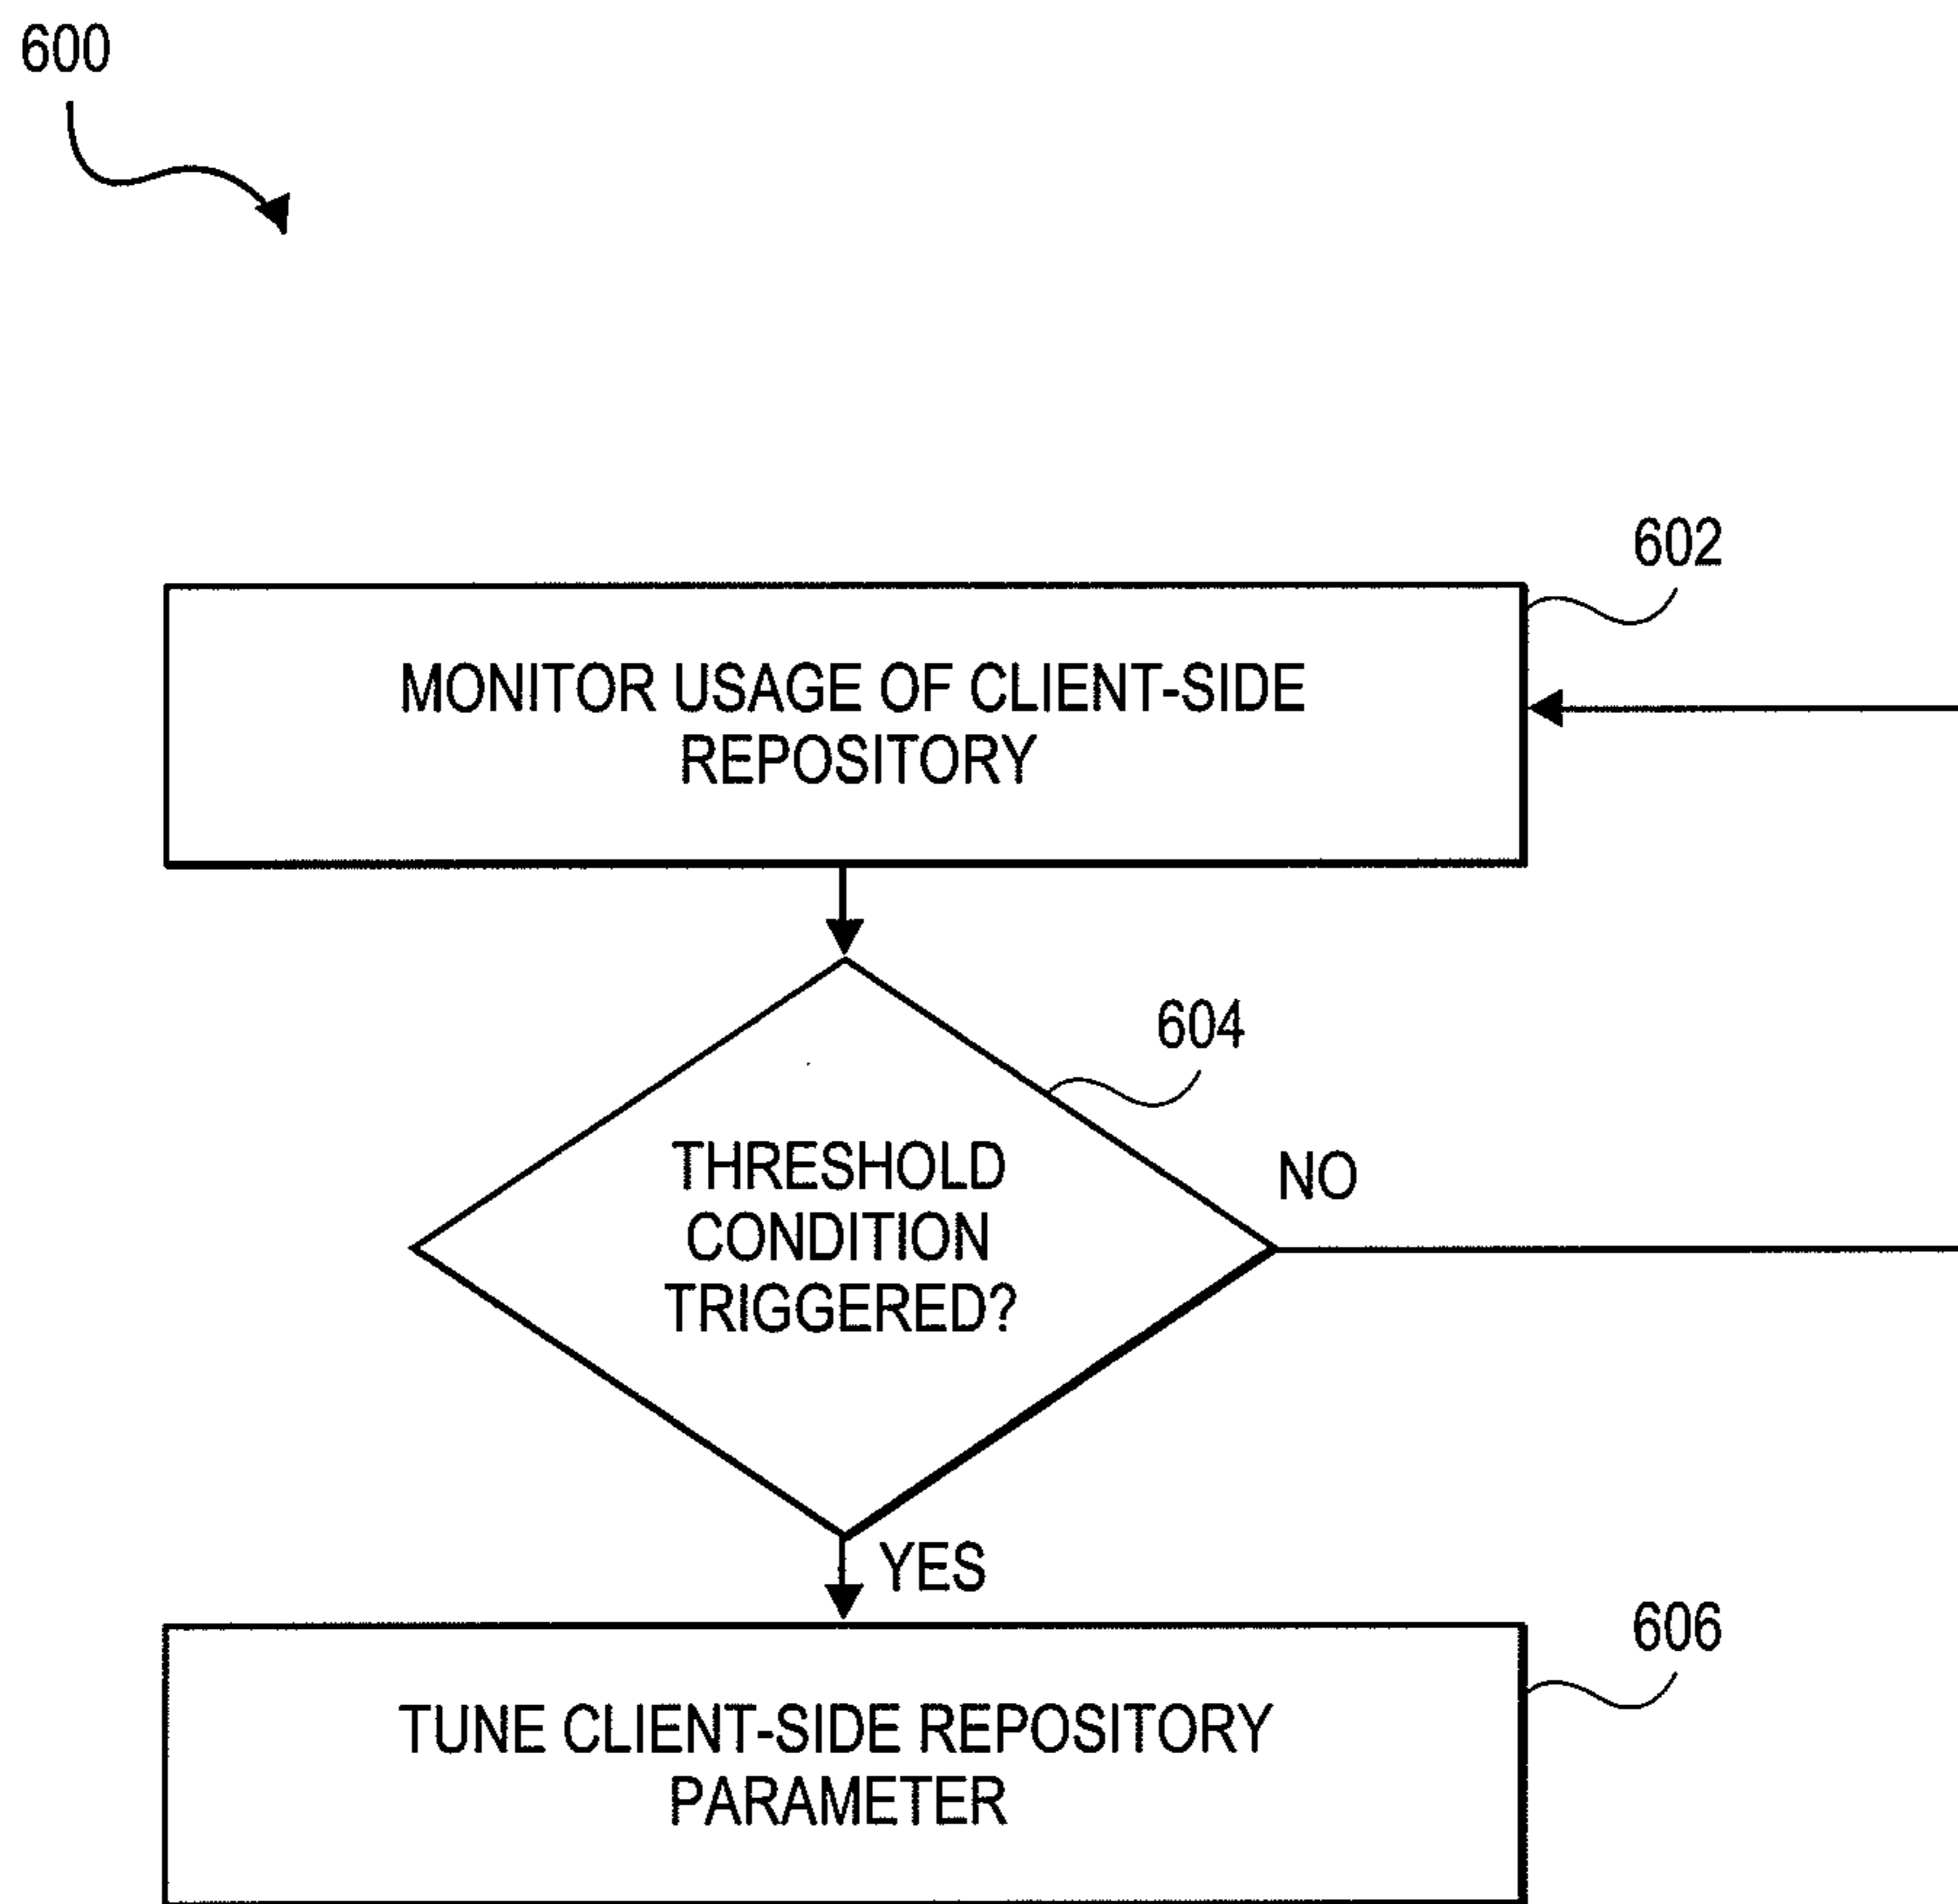 600
602
MONITOR USAGE OF CLIENT-SIDE
REPOSITORY
604
THRESHOLD
CONDITION
TRIGGERED?
NO
YES
606
TUNE CLIENT-SIDE REPOSITORY
PARAMETER